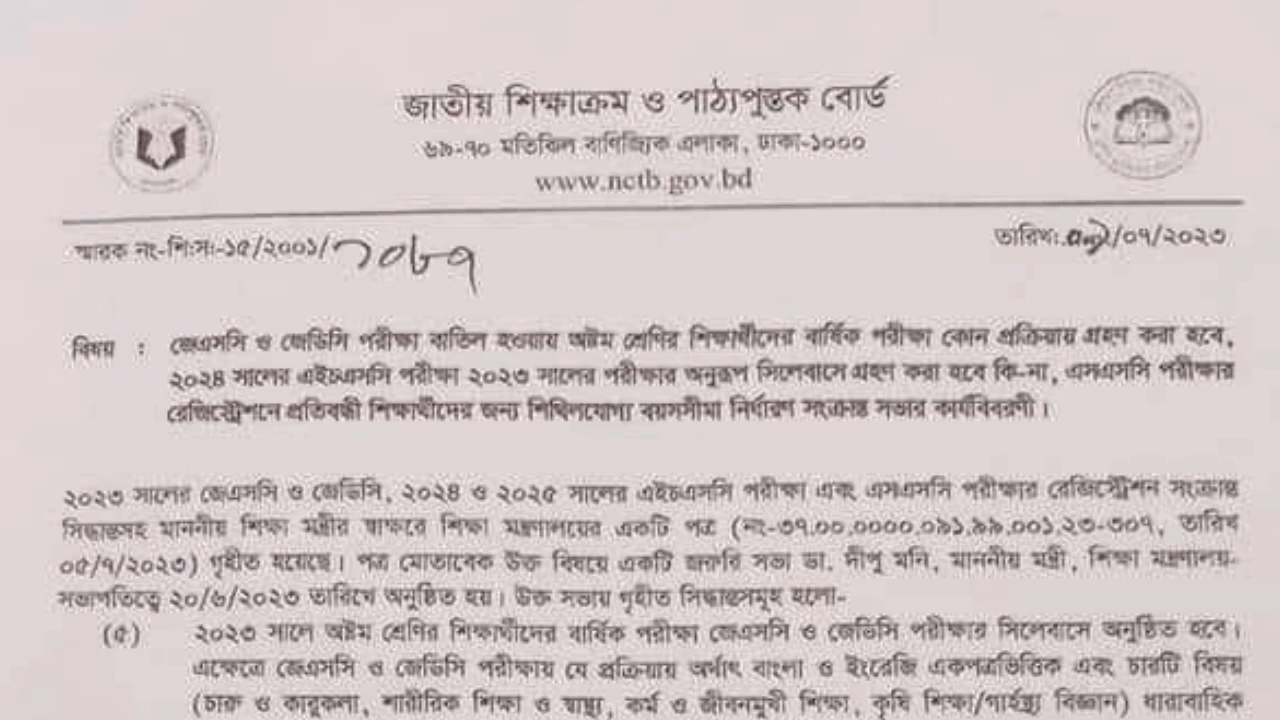 জাতীয় শিক্ষাক্রম ও পাঠ্যপুস্তক বোর্ড
৬৯-৭০ মতিঝিল বাণিজ্যিক এলাকা, ঢাকা-১০০০
www.nctb.gov.bd
স্মারক নং-শি:স:-১৫/২০০১/১০৮৭
তারিখ: /০৭/২০২৩
বিষয় : জেএসসি ও জেডিসি পরীক্ষা বাতিল হওয়ায় অষ্টম শ্রেণির শিক্ষার্থীদের বার্ষিক পরীক্ষা কোন প্রক্রিয়ায় গ্রহণ করা হবে,
২০২৪ সালের এইচএসসি পরীক্ষা ২০২৩ সালের পরীক্ষার অনুরূপ সিলেবাসে গ্রহণ করা হবে কি-না, এসএসসি পরীক্ষার
রেজিস্ট্রেশনে প্রতিবন্ধী শিক্ষার্থীদের জন্য শিথিলযোগ্য বয়সসীমা নির্ধারণ সংক্রান্ত সভার কার্যবিবরণী।
২০২৩ সালের জেএসসি ও জেডিসি, ২০২৪ ও ২০২৫ সালের এইচএসসি পরীক্ষা এবং এসএসসি পরীক্ষার রেজিস্ট্রেশন সংক্রান্ত
সিদ্ধান্তসহ মাননীয় শিক্ষা মন্ত্রীর স্বাক্ষরে শিক্ষা মন্ত্রণালয়ের একটি পত্র (নং-৩৭.০০.০০০০.০৯১.৯৯.০০১.২৩-৩০৭, তারিখ
০৫/৭/২০২৩) গৃহীত হয়েছে। পত্র মোতাবেক উক্ত বিষয়ে একটি জরুরি সভা ডা. দীপু মনি, মাননীয় মন্ত্রী, শিক্ষা মন্ত্রণালয়-
সভাপতিত্বে ২০/৬/২০২৩ তারিখে অনুষ্ঠিত হয়। উক্ত সভায় গৃহীত সিদ্ধান্তসমূহ হলো-
(৫) ২০২৩ সালে অষ্টম শ্রেণির শিক্ষার্থীদের বার্ষিক পরীক্ষা জেএসসি ও জেডিসি পরীক্ষার সিলেবাসে অনুষ্ঠিত হবে।
এক্ষেত্রে জেএসসি ও জেডিসি পরীক্ষায় যে প্রক্রিয়ায় অর্থাৎ বাংলা ও ইংরেজি একপত্রভিত্তিক এবং চারটি বিষয়
(চারু ও কারুকলা, শারীরিক শিক্ষা ও স্বাস্থ্য, কর্ম ও জীবনমুখী শিক্ষা, কৃষি শিক্ষা/গার্হস্থ্য বিজ্ঞান) ধারাবাহিক